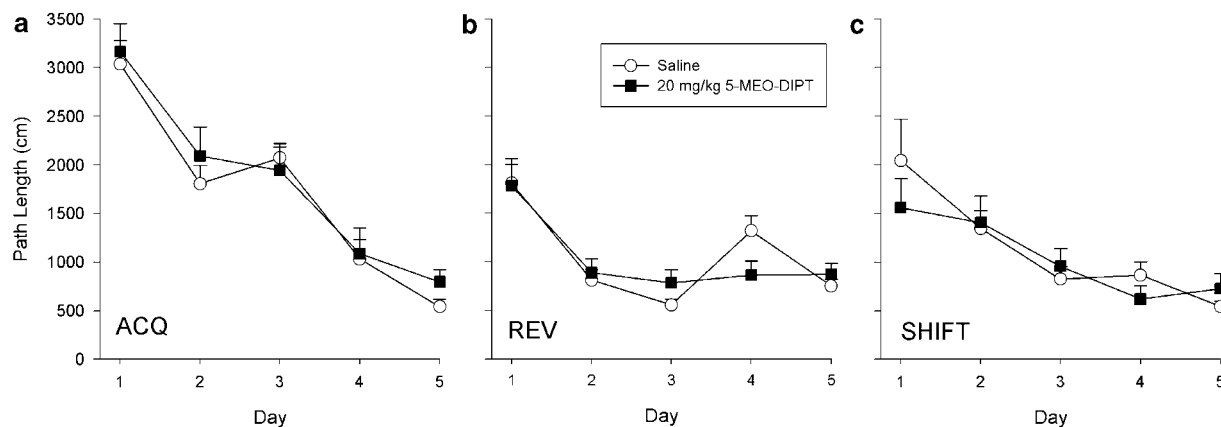 a
b
c
3500
3000
2500
2000
1500
1000
500
0
Path Length (cm)
Saline
20 mg/kg 5-MEO-DIPT
ACQ
REV
SHIFT
1 2 3 4 5
1 2 3 4 5
1 2 3 4 5
Day
Day
Day